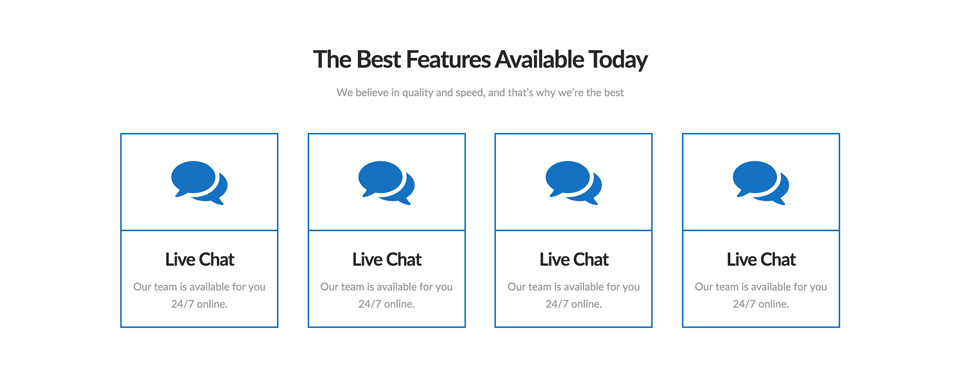 The Best Features Available Today
We believe in quality and speed, and that's why we're the best
Live Chat
Our team is available for you
24/7 online.
Live Chat
Our team is available for you
24/7 online.
Live Chat
Our team is available for you
24/7 online.
Live Chat
Our team is available for you
24/7 online.